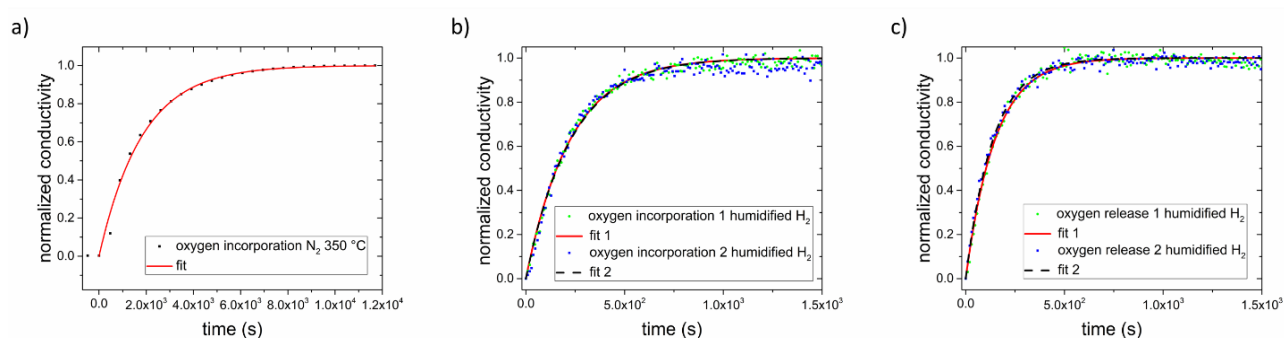 a)
normalized conductivity
1.0
0.8
0.6
0.4
0.2
0.0
oxygen incorporation N₂ 350 °C
fit
0.0 2.0x10³ 4.0x10³ 6.0x10³ 8.0x10³ 1.0x10⁴ 1.2x10⁴
time (s)
b)
normalized conductivity
1.0
0.8
0.6
0.4
0.2
0.0
oxygen incorporation 1 humidified H₂
fit 1
oxygen incorporation 2 humidified H₂
fit 2
0.0 5.0x10² 1.0x10³ 1.5x10³
time (s)
c)
normalized conductivity
1.0
0.8
0.6
0.4
0.2
0.0
oxygen release 1 humidified H₂
fit 1
oxygen release 2 humidified H₂
fit 2
0.0 5.0x10² 1.0x10³ 1.5x10³
time (s)